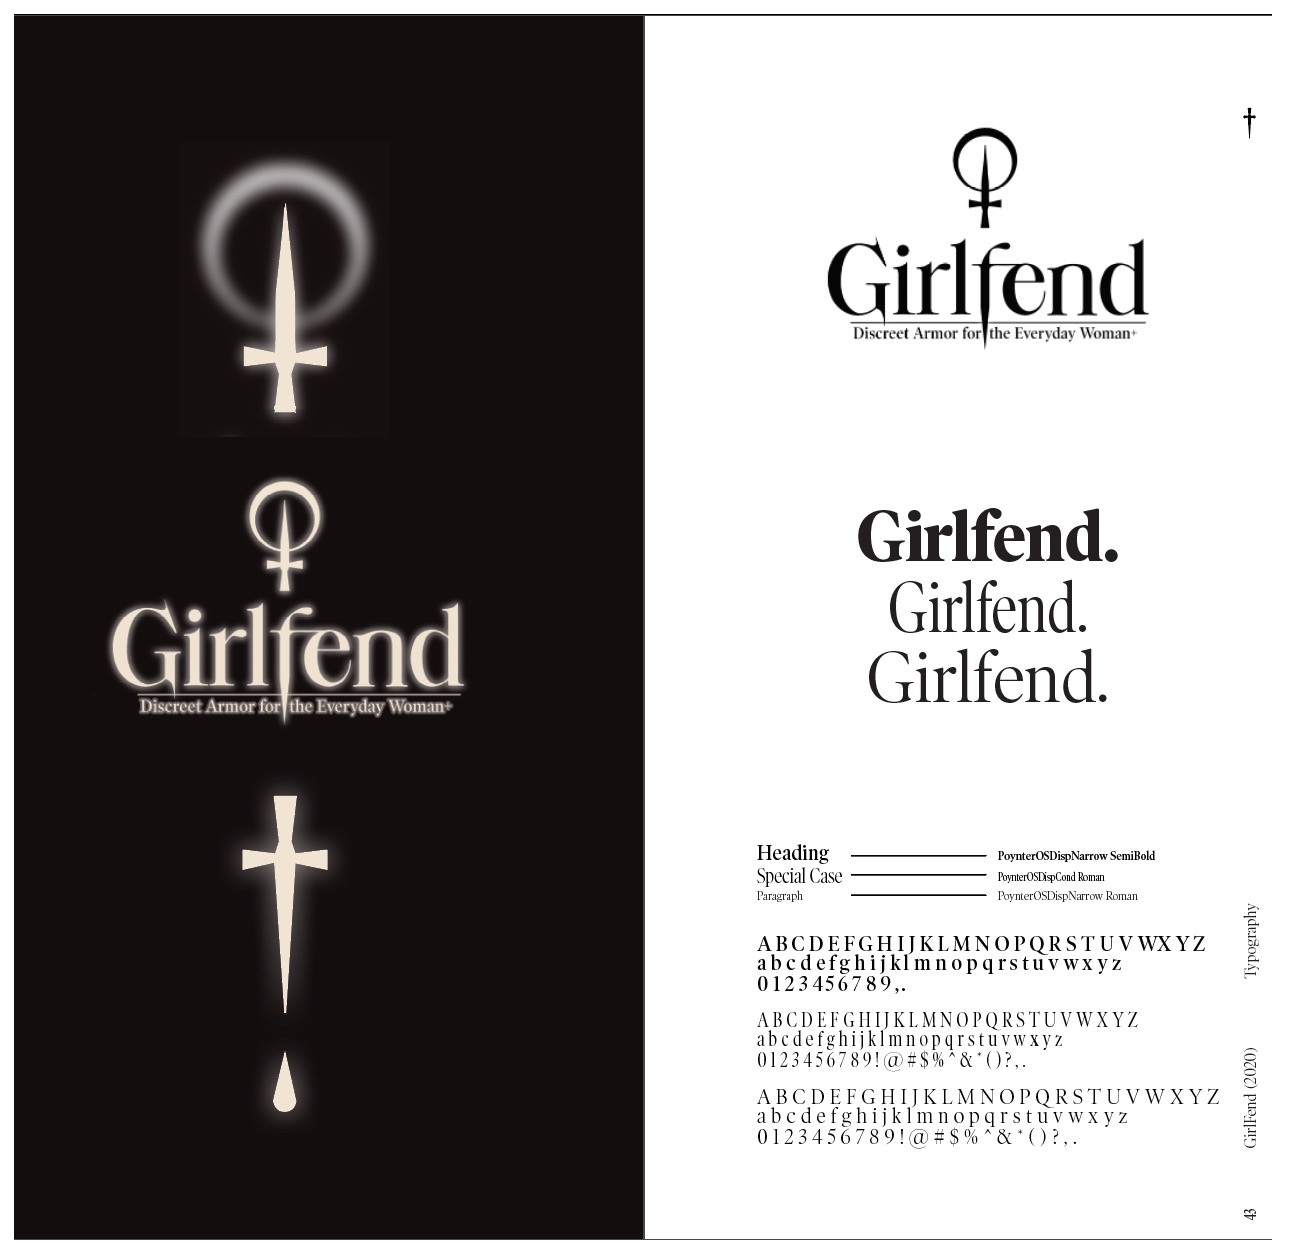 Girlfend
Discreet Armor for the Everyday Woman+
†
Girlfend
Discreet Armor for the Everyday Woman+
Girlfend.
Girlfend.
Girlfend.
Heading PoynterOSDispNarrow SemiBold
Special Case PoynterOSDispCond Roman
Paragraph PoynterOSDispNarrow Roman
ABCDEFGHIJKLMNOPQRSTUVWXYZ
abcdefghijklmnopqrstuvwxyz
0123456789,.
ABCDEFGHIJKLMNOPQRSTUVWXYZ
abcdefghijklmnopqrstuvwxyz
0123456789!@#$%^&*()?,.
ABCDEFGHIJKLMNOPQRSTUVWXYZ
abcdefghijklmnopqrstuvwxyz
0123456789!@#$%^&*()?,.
Typography
GirlFend (2020)
43